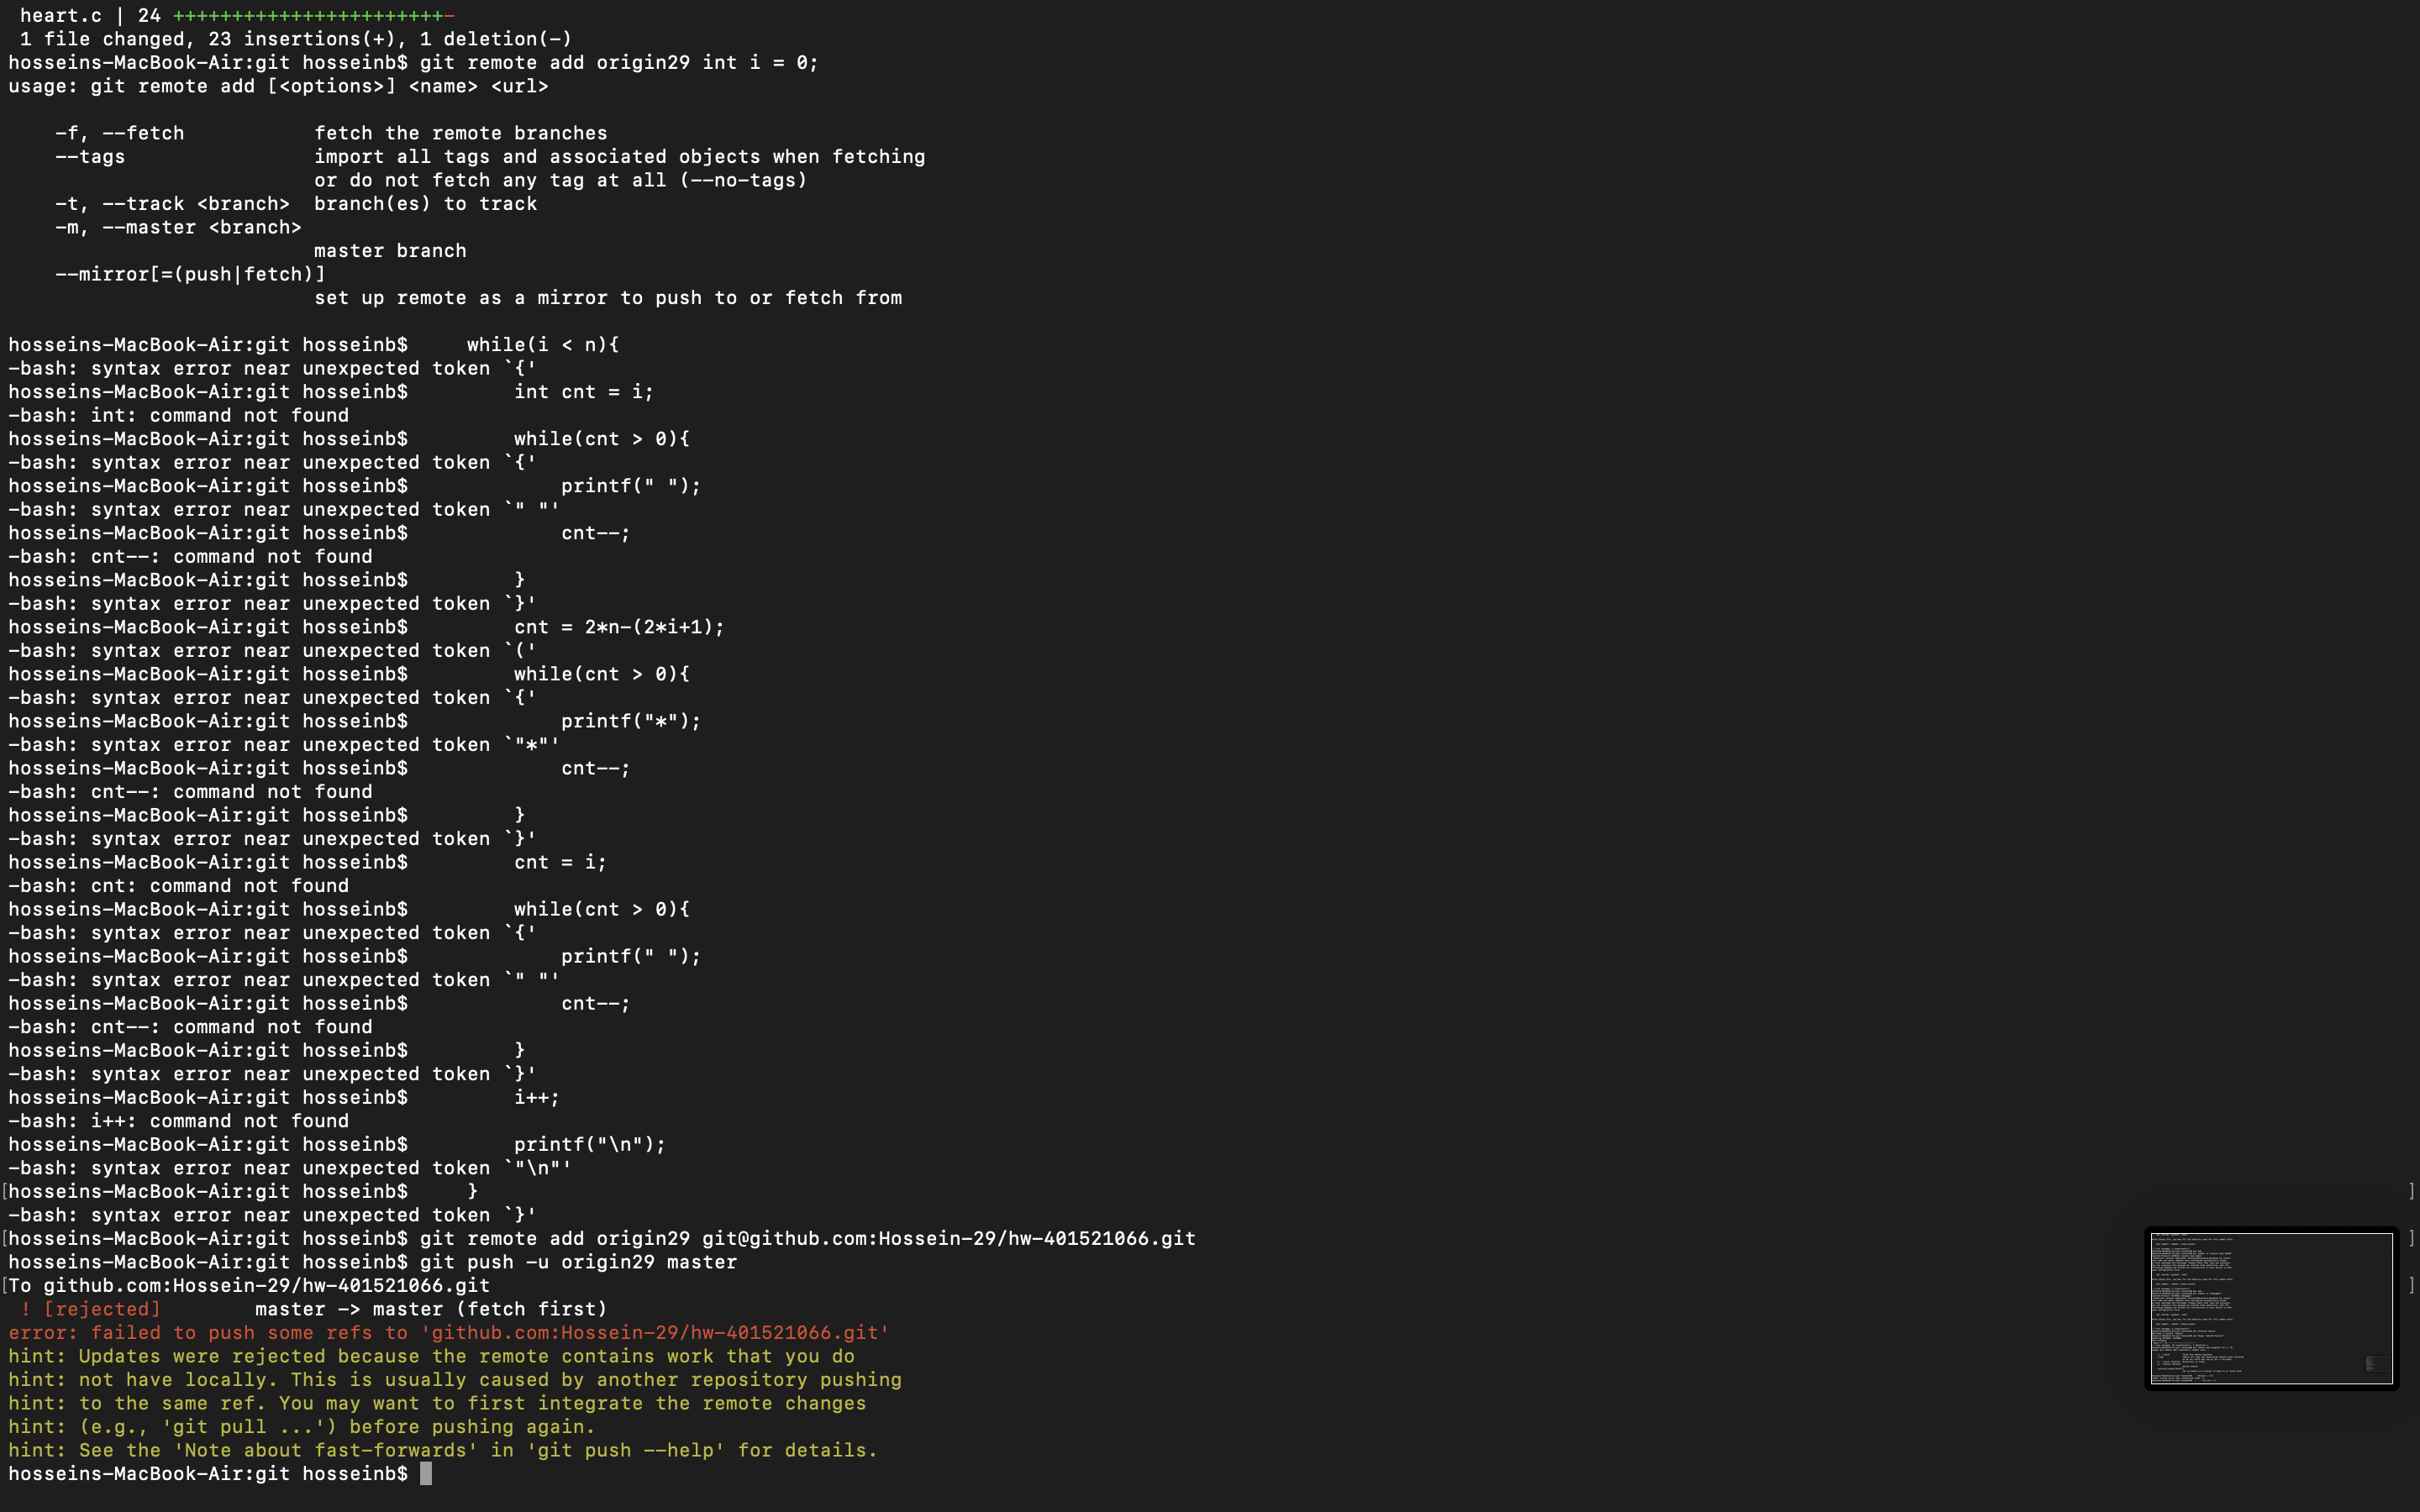 heart.c | 24 +++++++++++++++++++++++-
1 file changed, 23 insertions(+), 1 deletion(-)
hosseins-MacBook-Air:git hosseinb$ git remote add origin29 int i = 0;
usage: git remote add [<options>] <name> <url>
-f, --fetch           fetch the remote branches
--tags                import all tags and associated objects when fetching
or do not fetch any tag at all (--no-tags)
-t, --track <branch>  branch(es) to track
-m, --master <branch>
master branch
--mirror[=(push|fetch)]
set up remote as a mirror to push to or fetch from
hosseins-MacBook-Air:git hosseinb$     while(i < n){
-bash: syntax error near unexpected token `{'
hosseins-MacBook-Air:git hosseinb$         int cnt = i;
-bash: int: command not found
hosseins-MacBook-Air:git hosseinb$         while(cnt > 0){
-bash: syntax error near unexpected token `{'
hosseins-MacBook-Air:git hosseinb$             printf(" ");
-bash: syntax error near unexpected token `" "'
hosseins-MacBook-Air:git hosseinb$             cnt--;
-bash: cnt--: command not found
hosseins-MacBook-Air:git hosseinb$         }
-bash: syntax error near unexpected token `}'
hosseins-MacBook-Air:git hosseinb$         cnt = 2*n-(2*i+1);
-bash: syntax error near unexpected token `('
hosseins-MacBook-Air:git hosseinb$         while(cnt > 0){
-bash: syntax error near unexpected token `{'
hosseins-MacBook-Air:git hosseinb$             printf("*");
-bash: syntax error near unexpected token `"*"'
hosseins-MacBook-Air:git hosseinb$             cnt--;
-bash: cnt--: command not found
hosseins-MacBook-Air:git hosseinb$         }
-bash: syntax error near unexpected token `}'
hosseins-MacBook-Air:git hosseinb$         cnt = i;
-bash: cnt: command not found
hosseins-MacBook-Air:git hosseinb$         while(cnt > 0){
-bash: syntax error near unexpected token `{'
hosseins-MacBook-Air:git hosseinb$             printf(" ");
-bash: syntax error near unexpected token `" "'
hosseins-MacBook-Air:git hosseinb$             cnt--;
-bash: cnt--: command not found
hosseins-MacBook-Air:git hosseinb$         }
-bash: syntax error near unexpected token `}'
hosseins-MacBook-Air:git hosseinb$         i++;
-bash: i++: command not found
hosseins-MacBook-Air:git hosseinb$         printf("\n");
-bash: syntax error near unexpected token `"\n"'
[hosseins-MacBook-Air:git hosseinb$     } ]
-bash: syntax error near unexpected token `}'
[hosseins-MacBook-Air:git hosseinb$ git remote add origin29 git@github.com:Hossein-29/hw-401521066.git ]
hosseins-MacBook-Air:git hosseinb$ git push -u origin29 master
[To github.com:Hossein-29/hw-401521066.git ]
! [rejected]        master -> master (fetch first)
error: failed to push some refs to 'github.com:Hossein-29/hw-401521066.git'
hint: Updates were rejected because the remote contains work that you do
hint: not have locally. This is usually caused by another repository pushing
hint: to the same ref. You may want to first integrate the remote changes
hint: (e.g., 'git pull ...') before pushing again.
hint: See the 'Note about fast-forwards' in 'git push --help' for details.
hosseins-MacBook-Air:git hosseinb$